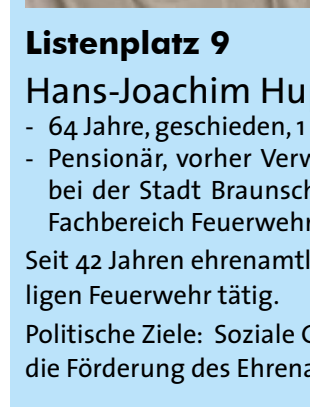 Listenplatz 9
Hans-Joachim Hu
- 64 Jahre, geschieden, 1
- Pensionär, vorher Verw
bei der Stadt Braunsch
Fachbereich Feuerwehr
Seit 42 Jahren ehrenamtl
ligen Feuerwehr tätig.
Politische Ziele: Soziale G
die Förderung des Ehrena